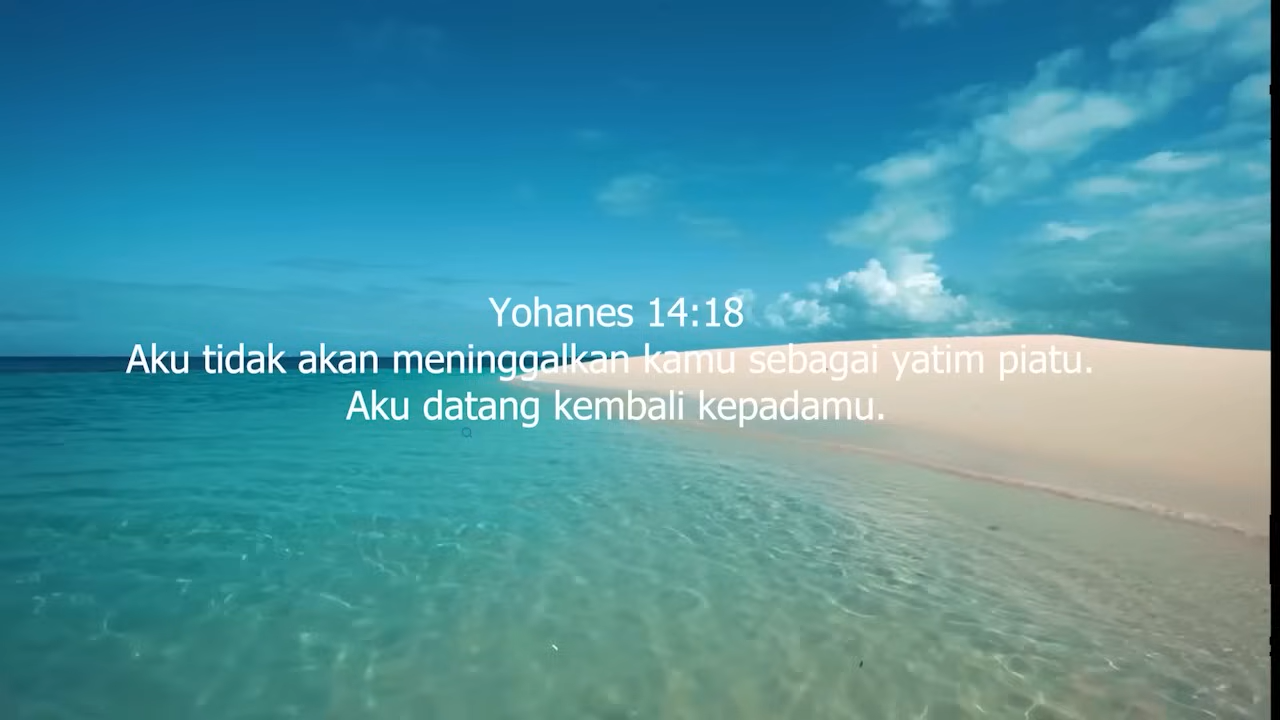 Yohanes 14:18
Aku tidak akan meninggalkan kamu sebagai yatim piatu.
Aku datang kembali kepadamu.